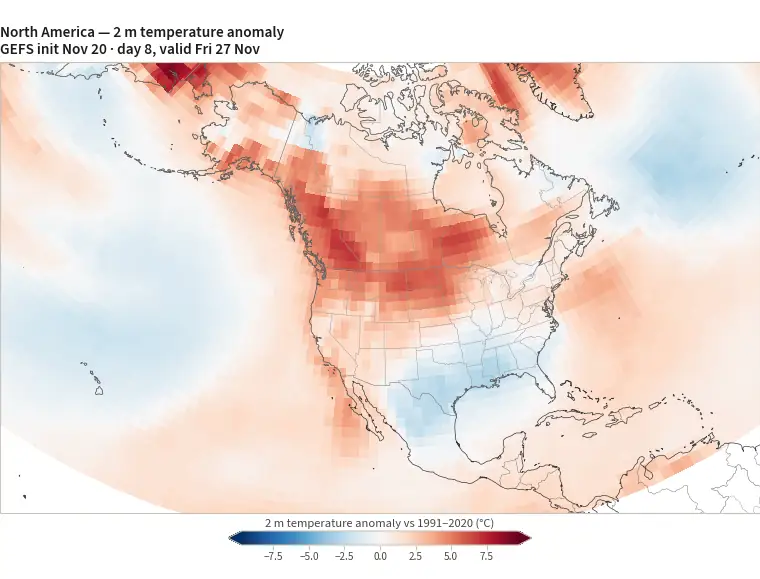 North America — 2 m temperature anomaly
GEFS init Nov 20 · day 8, valid Fri 27 Nov
2 m temperature anomaly vs 1991–2020 (°C)
−7.5 −5.0 −2.5 0.0 2.5 5.0 7.5